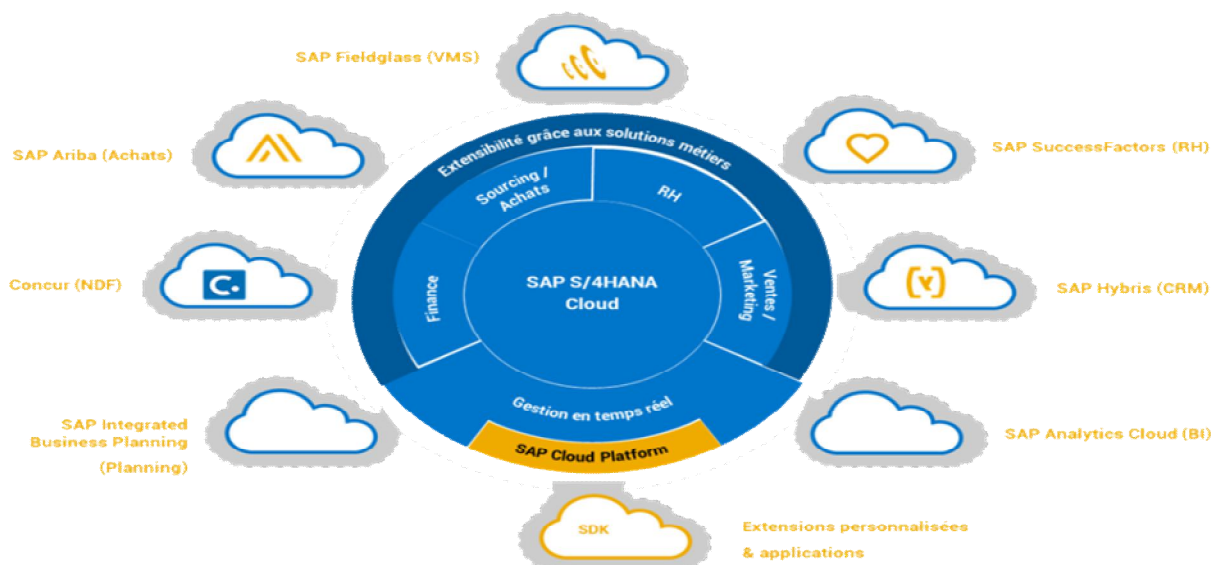 SAP Fieldglass (VMS)
SAP Ariba (Achats)
SAP SuccessFactors (RH)
Concur (NDF)
SAP Hybris (CRM)
SAP Integrated
Business Planning
(Planning)
SAP Analytics Cloud (BI)
Extensibilité grâce aux solutions métiers
Sourcing /
Achats
RH
Finance
Ventes /
Marketing
SAP S/4HANA
Cloud
Gestion en temps réel
SAP Cloud Platform
SDK
Extensions personnalisées
& applications